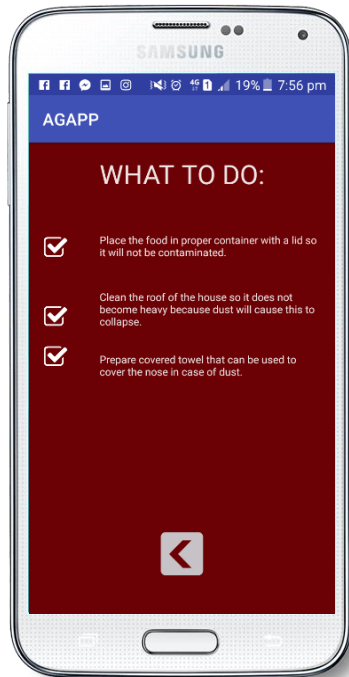 SAMSUNG
4G 1 19% 7:56 pm
AGAPP
WHAT TO DO:
Place the food in proper container with a lid so
it will not be contaminated.
Clean the roof of the house so it does not
become heavy because dust will cause this to
collapse.
Prepare covered towel that can be used to
cover the nose in case of dust.